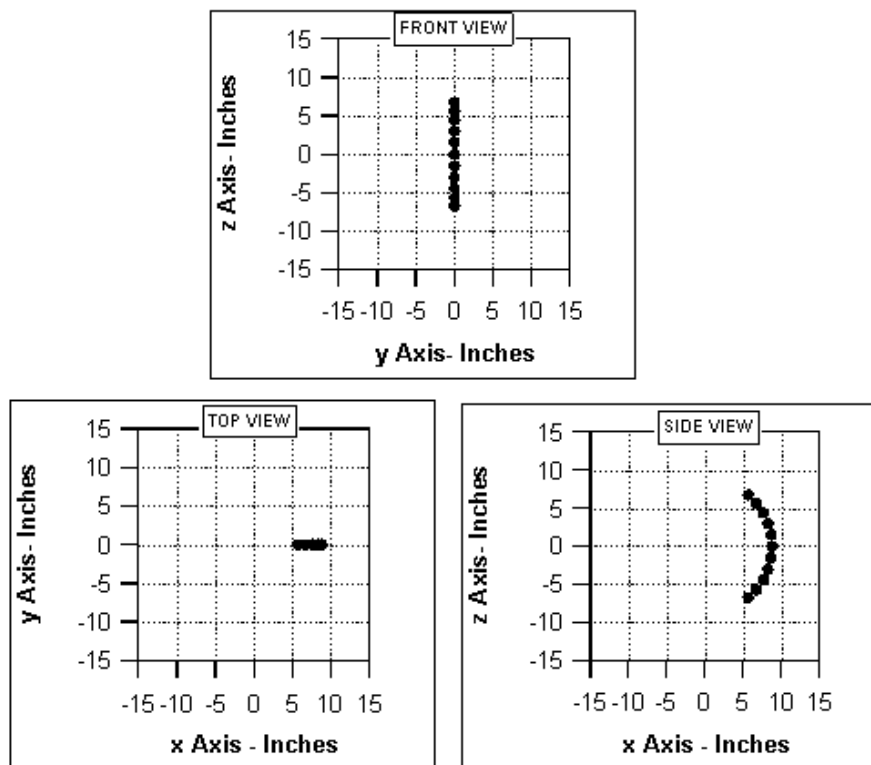 FRONT VIEW
15
10
5
0
-5
-10
-15
z Axis- Inches
-15 -10 -5 0 5 10 15
y Axis- Inches
TOP VIEW
15
10
5
0
-5
-10
-15
y Axis- Inches
-15 -10 -5 0 5 10 15
x Axis - Inches
SIDE VIEW
15
10
5
0
-5
-10
-15
z Axis- Inches
-15 -10 -5 0 5 10 15
x Axis - Inches